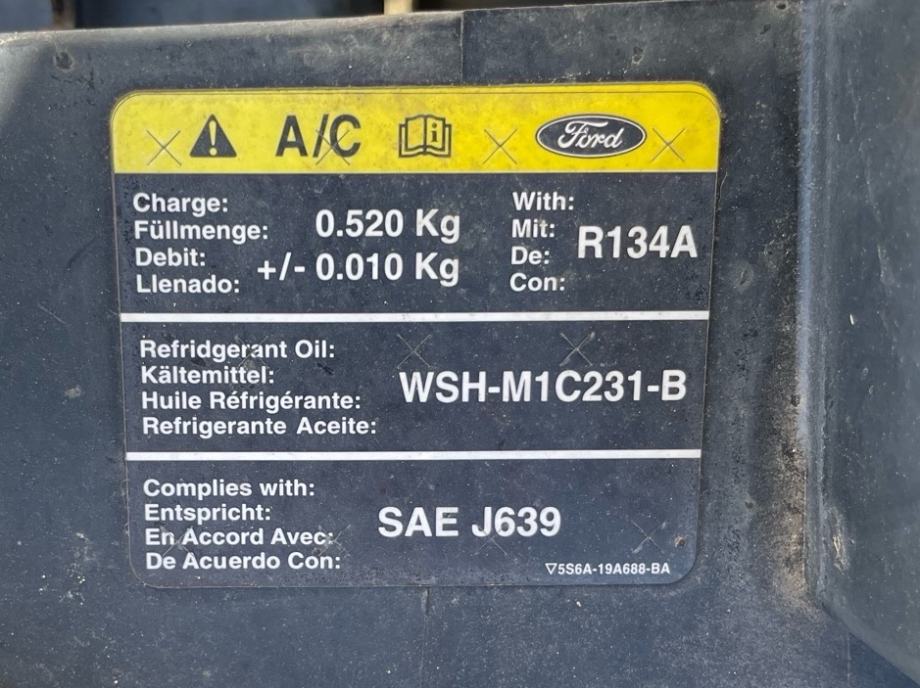 A/C Ford
Charge:
Füllmenge:
Debit:
Llenado:
0.520 Kg
+/- 0.010 Kg
With:
Mit:
De:
Con:
R134A
Refridgerant Oil:
Kältemittel:
Huile Réfrigérante:
Refrigerante Aceite:
WSH-M1C231-B
Complies with:
Entspricht:
En Accord Avec:
De Acuerdo Con:
SAE J639
▽5S6A-19A688-BA